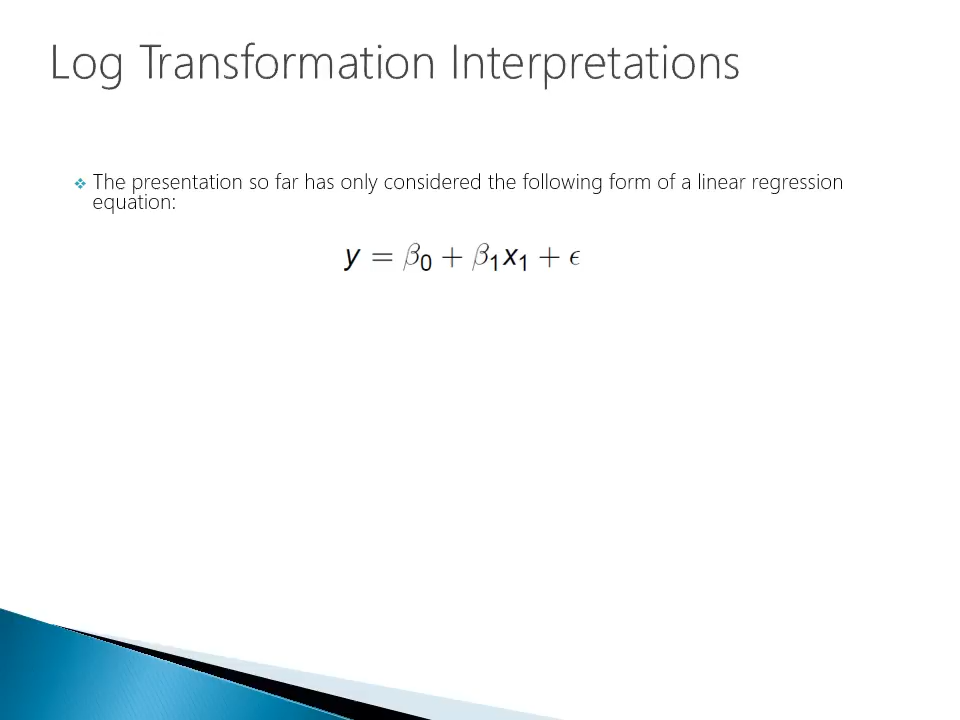 Log Transformation Interpretations
❖ The presentation so far has only considered the following form of a linear regression
equation:
y = β₀ + β₁x₁ + ϵ